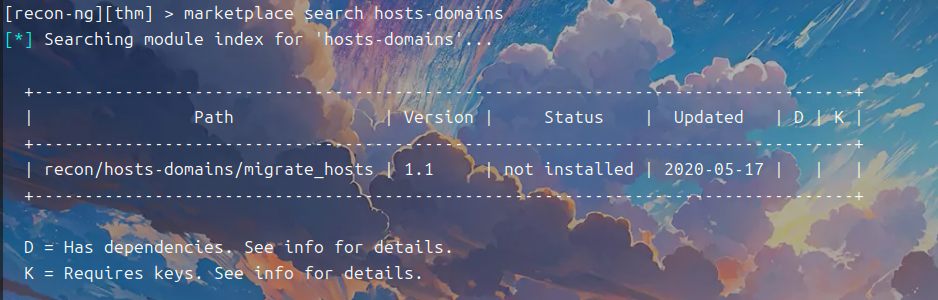 [recon-ng][thm] > marketplace search hosts-domains
[*] Searching module index for 'hosts-domains'...
+---------------------------------------------------------------------------------+
| Path | Version | Status | Updated | D | K |
+---------------------------------------------------------------------------------+
| recon/hosts-domains/migrate_hosts | 1.1 | not installed | 2020-05-17 | | |
+---------------------------------------------------------------------------------+
D = Has dependencies. See info for details.
K = Requires keys. See info for details.